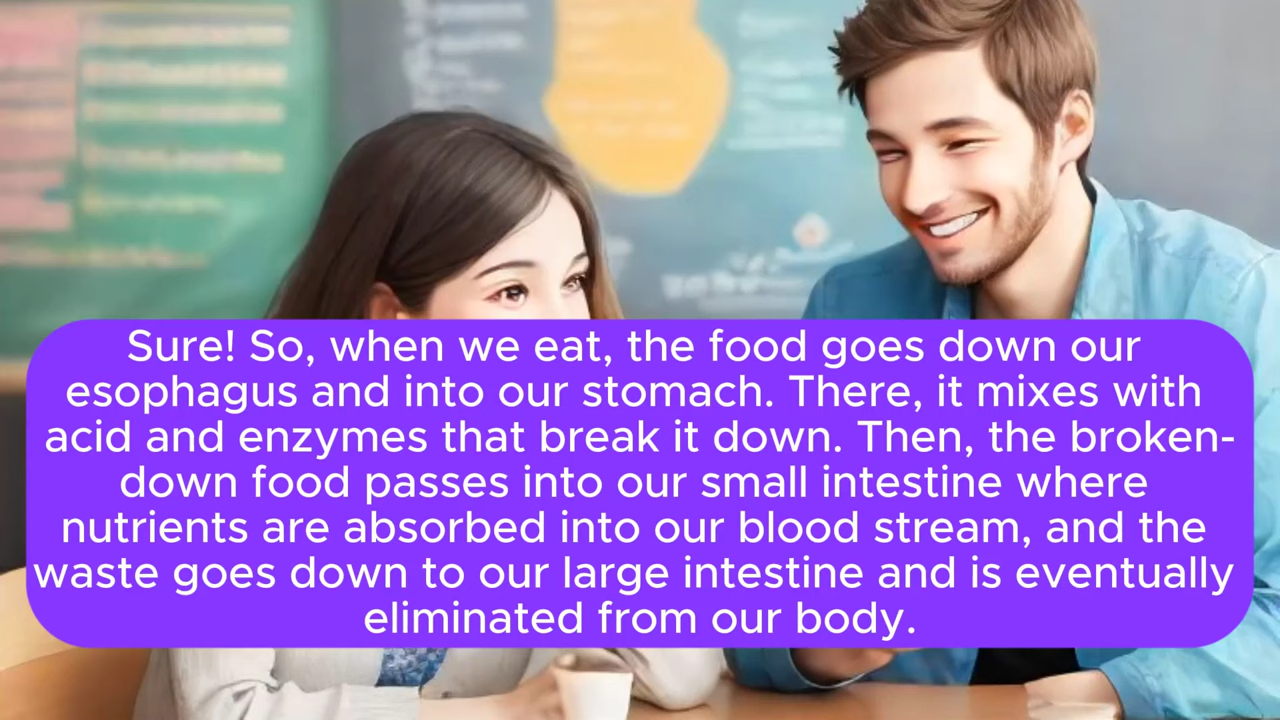 Sure! So, when we eat, the food goes down our
esophagus and into our stomach. There, it mixes with
acid and enzymes that break it down. Then, the broken-
down food passes into our small intestine where
nutrients are absorbed into our blood stream, and the
waste goes down to our large intestine and is eventually
eliminated from our body.